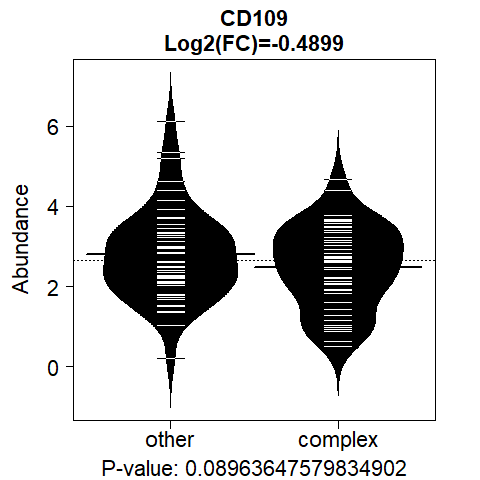 CD109
Log2(FC)=-0.4899
Abundance
6
4
2
0
other complex
P-value: 0.08963647579834902